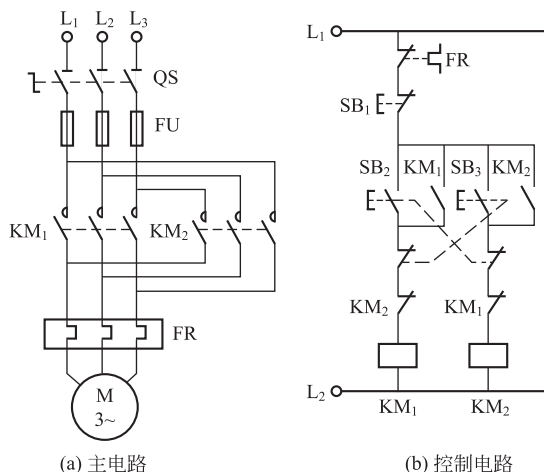 L₁ L₂ L₃
QS
FU
KM₁ KM₂
FR
M
3~
(a) 主电路
L₁
FR
SB₁
SB₂ KM₁ SB₃ KM₂
KM₂ KM₁
L₂
KM₁ KM₂
(b) 控制电路